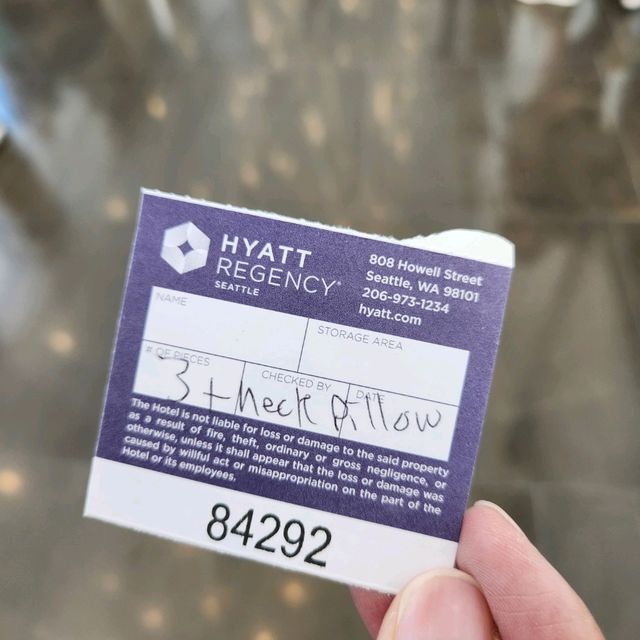 HYATT
REGENCY®
SEATTLE
808 Howell Street
Seattle, WA 98101
206-973-1234
hyatt.com
NAME
STORAGE AREA
# OF PIECES
CHECKED BY
DATE
3 + neck pillow
The Hotel is not liable for loss or damage to the said property
as a result of fire, theft, ordinary or gross negligence, or
otherwise, unless it shall appear that the loss or damage was
caused by willful act or misappropriation on the part of the
Hotel or its employees.
84292